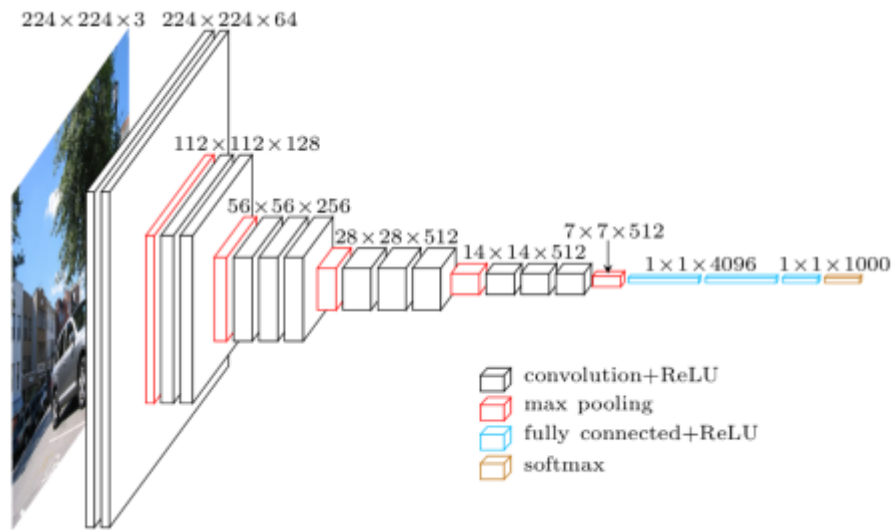 224×224×3
224×224×64
112×112×128
56×56×256
28×28×512
14×14×512
7×7×512
1×1×4096
1×1×1000
convolution+ReLU
max pooling
fully connected+ReLU
softmax